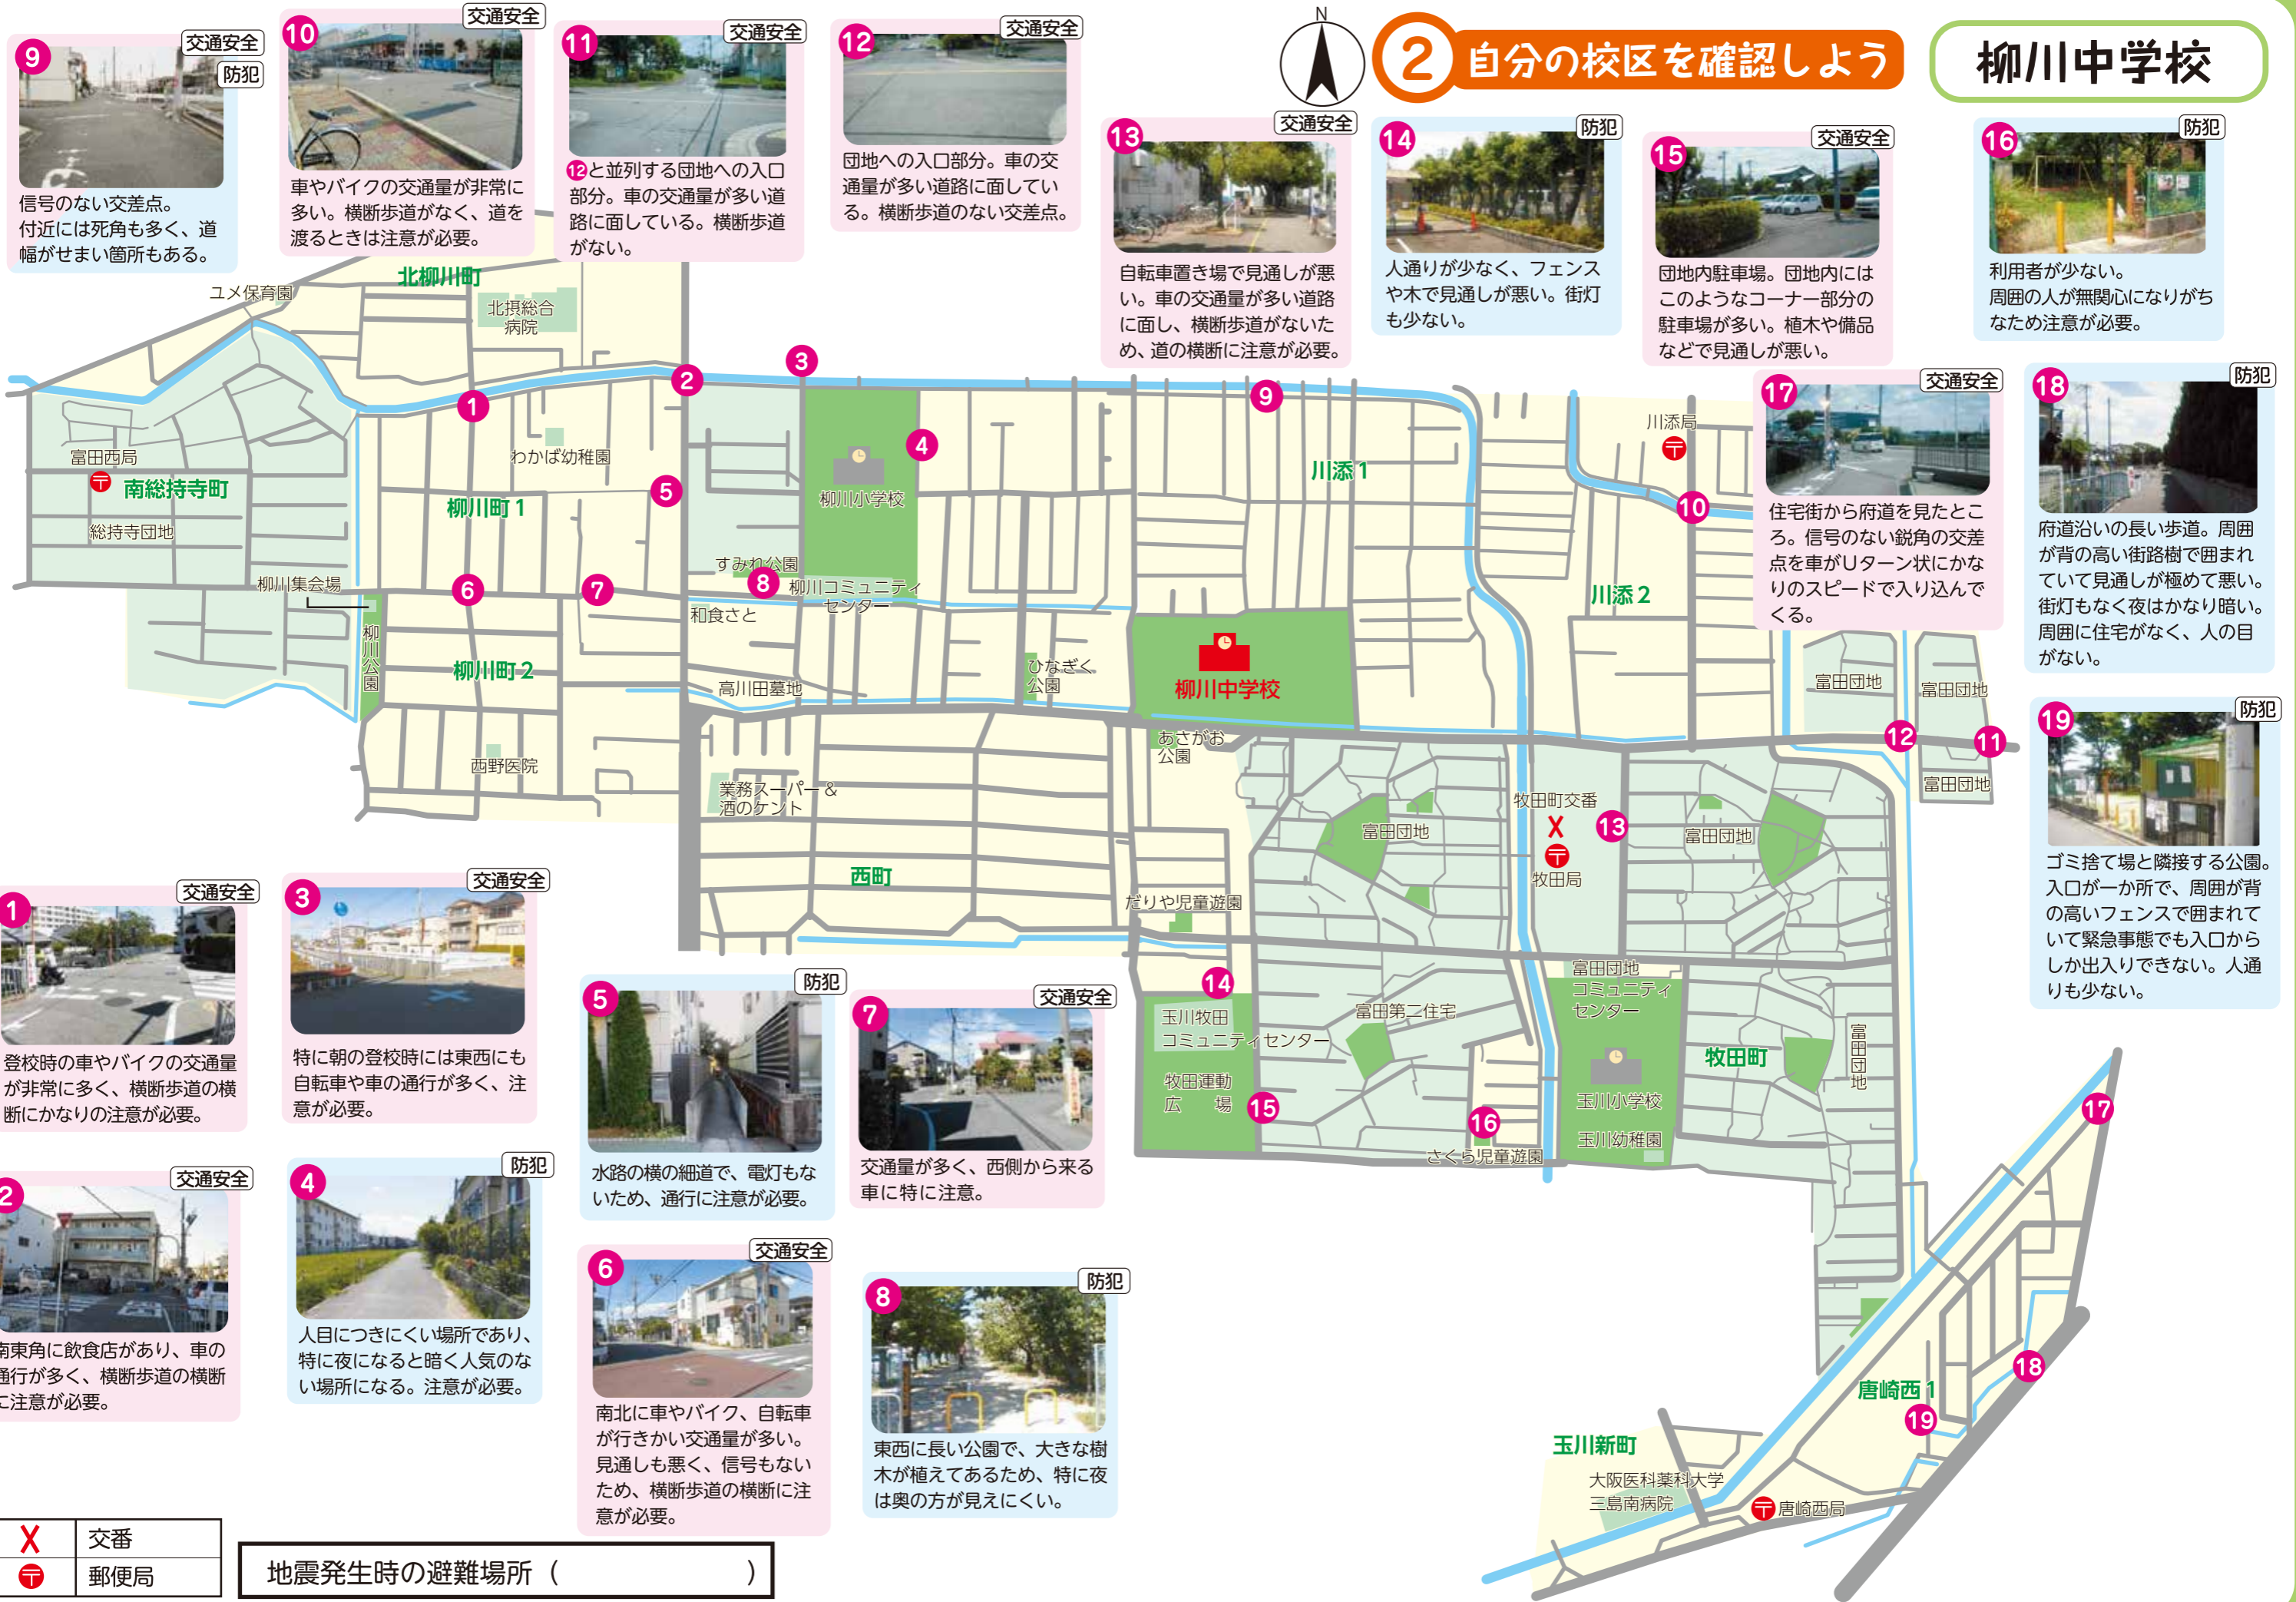 N
② 自分の校区を確認しよう
柳川中学校
9
交通安全
防犯
信号のない交差点。
付近には死角も多く、道
幅がせまい箇所もある。
10
交通安全
車やバイクの交通量が非常に
多い。横断歩道がなく、道を
渡るときは注意が必要。
11
交通安全
⑫と並列する団地への入口
部分。車の交通量が多い道
路に面している。横断歩道
がない。
12
交通安全
団地への入口部分。車の交
通量が多い道路に面してい
る。横断歩道のない交差点。
13
交通安全
自転車置き場で見通しが悪
い。車の交通量が多い道路
に面し、横断歩道がないた
め、道の横断に注意が必要。
14
防犯
人通りが少なく、フェンス
や木で見通しが悪い。街灯
も少ない。
15
交通安全
団地内駐車場。団地内には
このようなコーナー部分の
駐車場が多い。植木や備品
などで見通しが悪い。
16
防犯
利用者が少ない。
周囲の人が無関心になりがち
なため注意が必要。
17
交通安全
住宅街から府道を見たとこ
ろ。信号のない鋭角の交差
点を車がUターン状にかな
りのスピードで入り込んで
くる。
18
防犯
府道沿いの長い歩道。周囲
が背の高い街路樹で囲まれ
ていて見通しが極めて悪い。
街灯もなく夜はかなり暗い。
周囲に住宅がなく、人の目
がない。
19
防犯
ゴミ捨て場と隣接する公園。
入口が一か所で、周囲が背
の高いフェンスで囲まれて
いて緊急事態でも入口から
しか出入りできない。人通
りも少ない。
北柳川町
ユメ保育園
北摂総合
病院
1
2
3
9
富田西局
南総持寺町
総持寺団地
わかば幼稚園
柳川町1
5
4
柳川小学校
川添1
川添局
10
柳川集会場
6
7
すみれ公園
8
柳川コミュニティ
センター
和食さと
川添2
柳川公園
柳川町2
高川田墓地
ひなぎく
公園
柳川中学校
富田団地
富田団地
12
11
富田団地
西野医院
業務スーパー＆
酒のケント
あさがお
公園
富田団地
牧田町交番
13
牧田局
富田団地
西町
だりや児童遊園
14
玉川牧田
コミュニティセンター
牧田運動
広　場
15
富田第二住宅
16
さくら児童遊園
富田団地
コミュニティ
センター
玉川小学校
玉川幼稚園
牧田町
富田団地
17
18
唐崎西1
19
玉川新町
大阪医科薬科大学
三島南病院
唐崎西局
1
交通安全
登校時の車やバイクの交通量
が非常に多く、横断歩道の横
断にかなりの注意が必要。
2
交通安全
南東角に飲食店があり、車の
通行が多く、横断歩道の横断
に注意が必要。
3
交通安全
特に朝の登校時には東西にも
自転車や車の通行が多く、注
意が必要。
4
防犯
人目につきにくい場所であり、
特に夜になると暗く人気のな
い場所になる。注意が必要。
5
防犯
水路の横の細道で、電灯もな
いため、通行に注意が必要。
6
交通安全
南北に車やバイク、自転車
が行きかい交通量が多い。
見通しも悪く、信号もない
ため、横断歩道の横断に注
意が必要。
7
交通安全
交通量が多く、西側から来る
車に特に注意。
8
防犯
東西に長い公園で、大きな樹
木が植えてあるため、特に夜
は奥の方が見えにくい。
交番
〒 郵便局
地震発生時の避難場所（　　　　　　　）